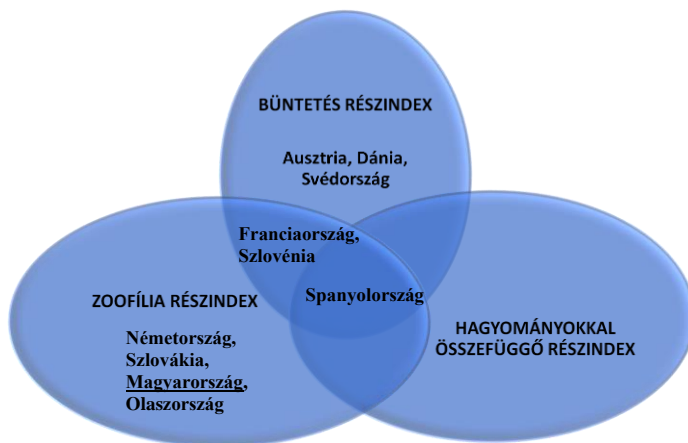 BÜNTETÉS RÉSZINDEX
Ausztria, Dánia,
Svédország
Franciaország,
Szlovénia
Spanyolország
ZOOFÍLIA RÉSZINDEX
Németország,
Szlovákia,
Magyarország,
Olaszország
HAGYOMÁNYOKKAL
ÖSSZEFÜGGŐ RÉSZINDEX